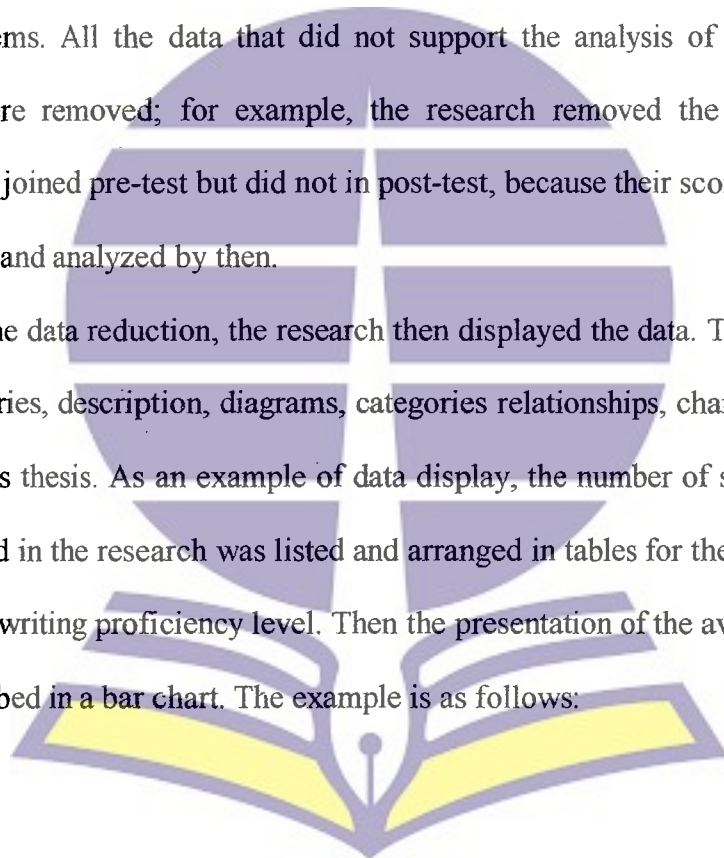 ems. All the data that did not support the analysis of
re removed; for example, the research removed the
joined pre-test but did not in post-test, because their sco
and analyzed by then.
ne data reduction, the research then displayed the data. T
ries, description, diagrams, categories relationships, cha
s thesis. As an example of data display, the number of s
d in the research was listed and arranged in tables for the
writing proficiency level. Then the presentation of the av
bed in a bar chart. The example is as follows: